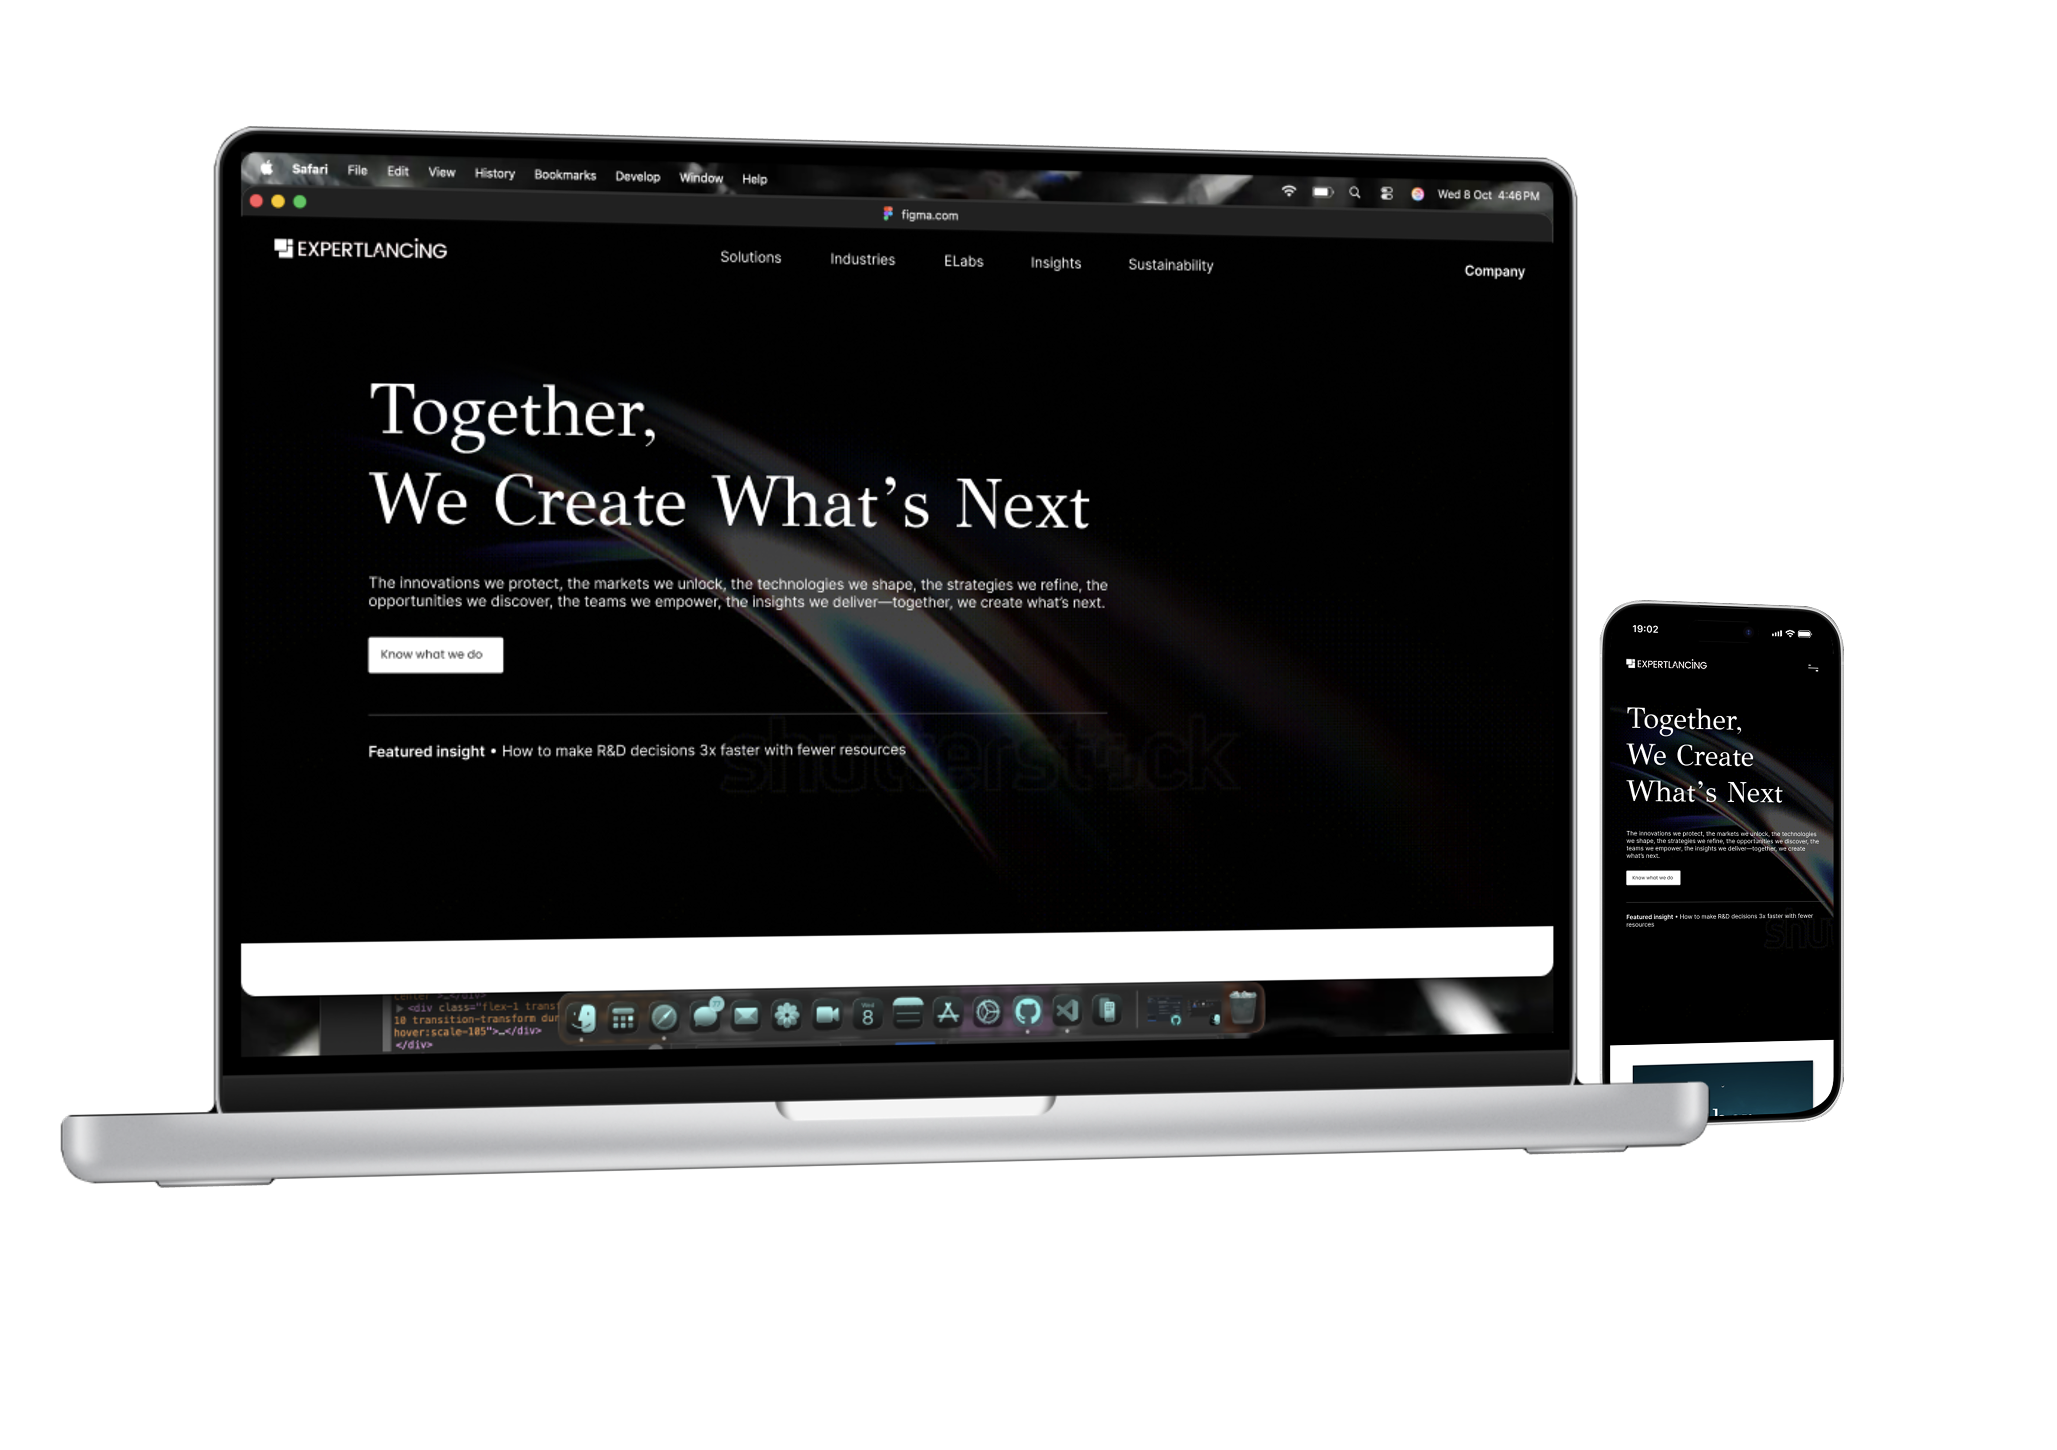 Safari File Edit View History Bookmarks Develop Window Help
Wed 8 Oct 4:46 PM
figma.com
EXPERTLANCING
Solutions Industries ELabs Insights Sustainability
Company
Together,
We Create What’s Next
The innovations we protect, the markets we unlock, the technologies we shape, the strategies we refine, the
opportunities we discover, the teams we empower, the insights we deliver—together, we create what’s next.
Know what we do
Featured insight • How to make R&D decisions 3x faster with fewer resources
shutterstock
▶ <div class="flex-1 transf
10 transition-transform dur
hover:scale-105">…</div>
</div>
77
Wed
8
19:02
EXPERTLANCING
Together,
We Create
What’s Next
The innovations we protect, the markets we unlock, the technologies
we shape, the strategies we refine, the opportunities we discover, the
teams we empower, the insights we deliver—together, we create
what’s next.
Know what we do
Featured insight • How to make R&D decisions 3x faster with fewer
resources
shut